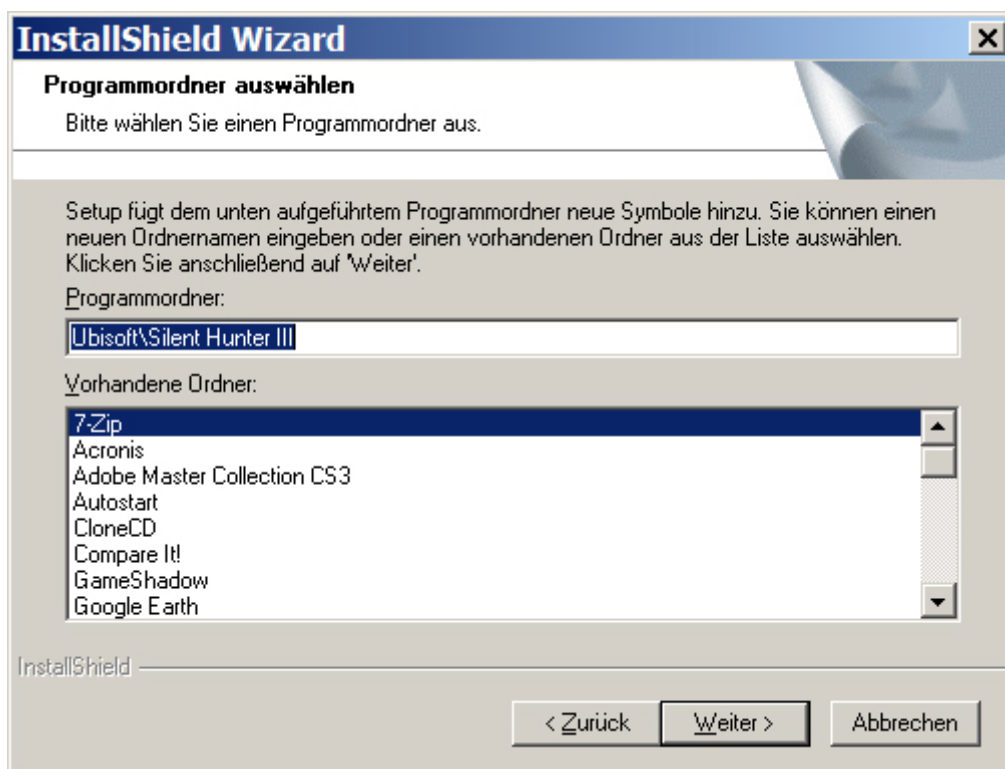 InstallShield Wizard
Programmordner auswählen
Bitte wählen Sie einen Programmordner aus.
Setup fügt dem unten aufgeführtem Programmordner neue Symbole hinzu. Sie können einen
neuen Ordnernamen eingeben oder einen vorhandenen Ordner aus der Liste auswählen.
Klicken Sie anschließend auf 'Weiter'.
Programmordner:
Ubisoft\Silent Hunter III
Vorhandene Ordner:
7-Zip
Acronis
Adobe Master Collection CS3
Autostart
CloneCD
Compare It!
GameShadow
Google Earth
InstallShield
< Zurück
Weiter >
Abbrechen